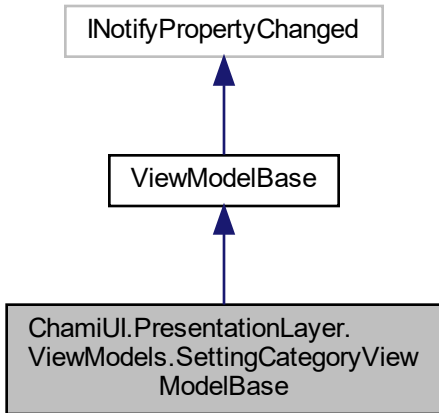 INotifyPropertyChanged
ViewModelBase
ChamiUI.PresentationLayer.
ViewModels.SettingCategoryView
ModelBase